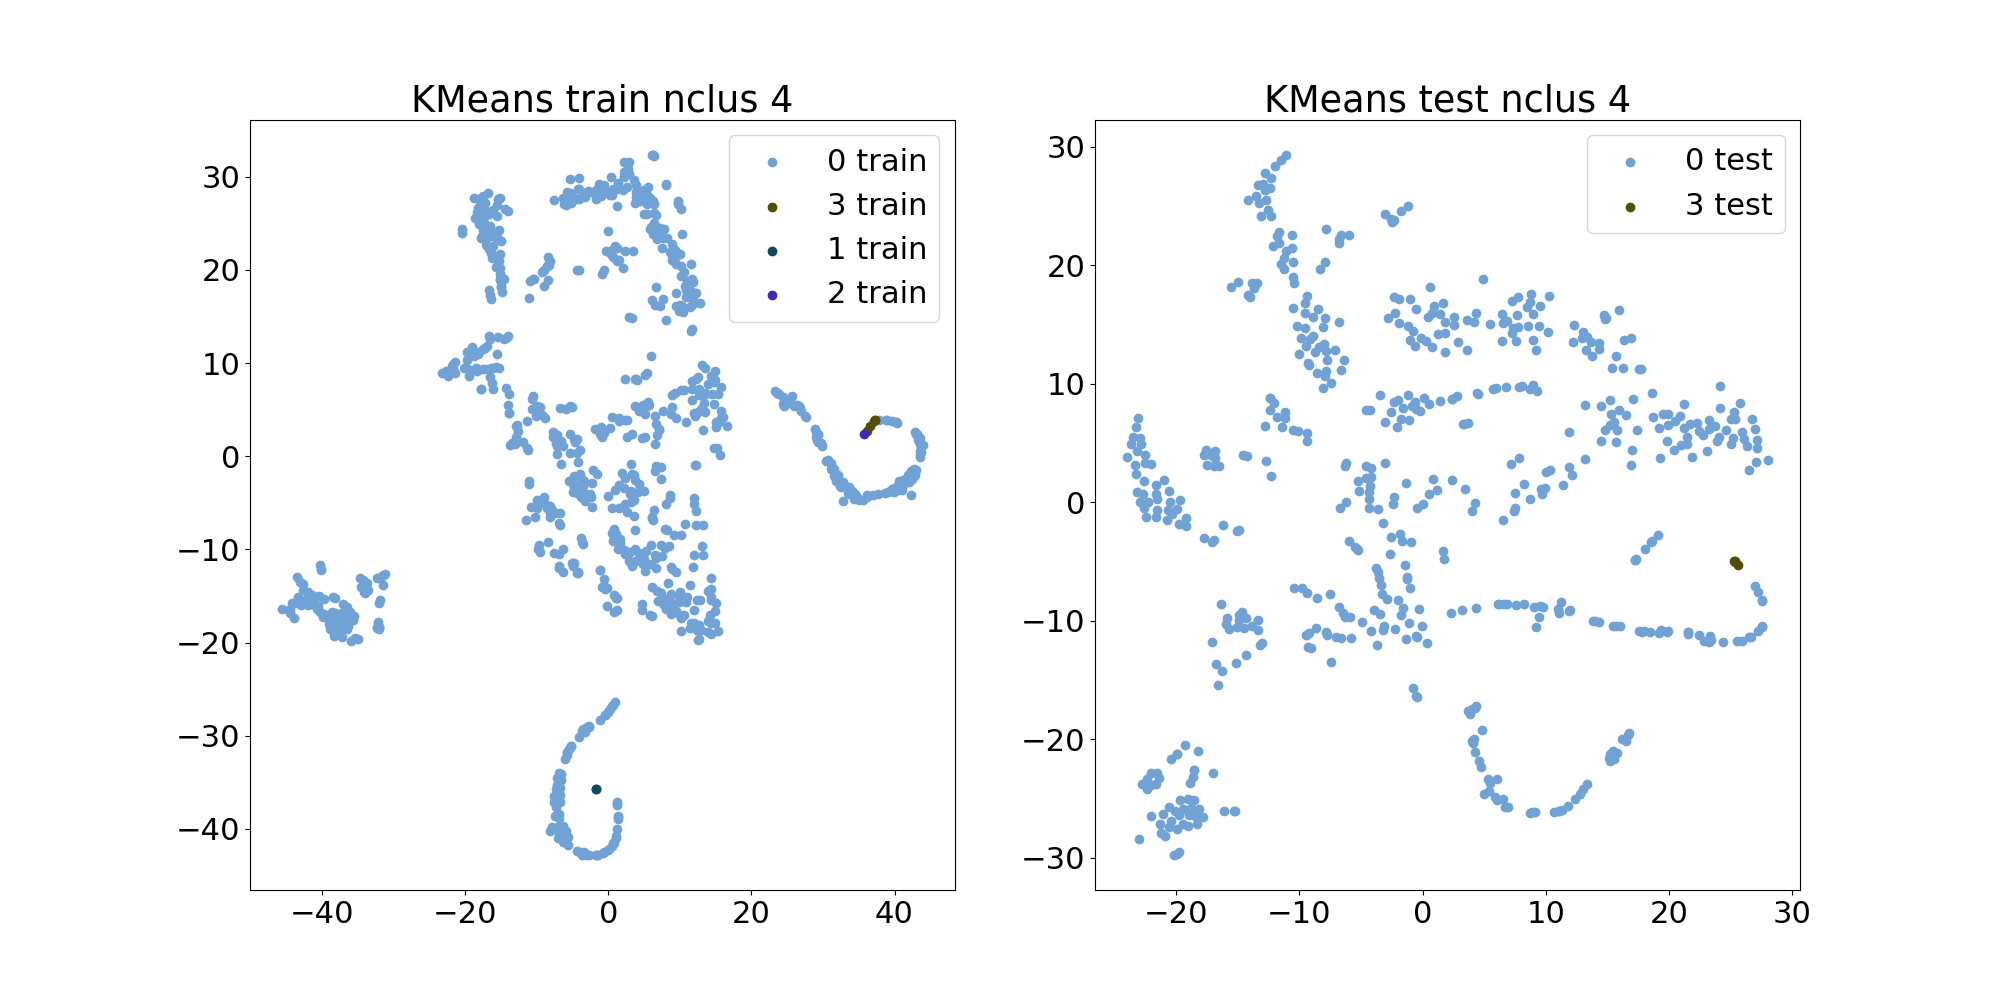 KMeans train nclus 4
0 train
3 train
1 train
2 train
30
20
10
0
−10
−20
−30
−40
−40 −20 0 20 40
KMeans test nclus 4
0 test
3 test
30
20
10
0
−10
−20
−30
−20 −10 0 10 20 30